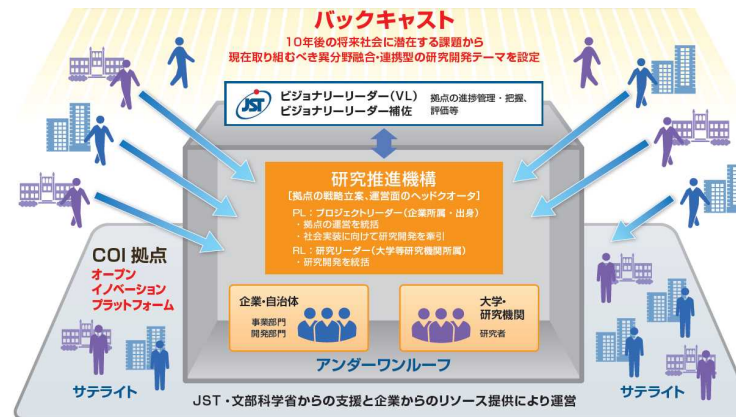 バックキャスト
10年後の将来社会に潜在する課題から
現在取り組むべき異分野融合・連携型の研究開発テーマを設定
JST
ビジョナリーリーダー(VL)
ビジョナリーリーダー補佐
拠点の進捗管理・把握、
評価等
研究推進機構
[拠点の戦略立案、運営面のヘッドクオータ]
PL:プロジェクトリーダー(企業所属・出身)
・拠点の運営を統括
・社会実装に向けて研究開発を牽引
RL:研究リーダー(大学等研究機関所属)
・研究開発を統括
COI 拠点
オープン
イノベーション
プラットフォーム
企業・自治体
事業部門
開発部門
大学・
研究機関
研究者
アンダーワンルーフ
サテライト
サテライト
JST・文部科学省からの支援と企業からのリソース提供により運営